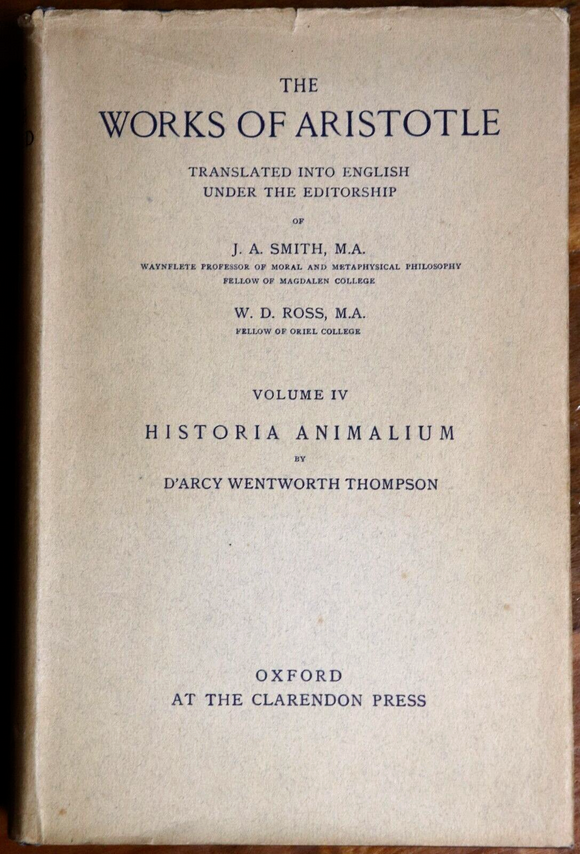 THE
WORKS OF ARISTOTLE
TRANSLATED INTO ENGLISH
UNDER THE EDITORSHIP
OF
J. A. SMITH, M.A.
WAYNFLETE PROFESSOR OF MORAL AND METAPHYSICAL PHILOSOPHY
FELLOW OF MAGDALEN COLLEGE
W. D. ROSS, M.A.
FELLOW OF ORIEL COLLEGE
VOLUME IV
HISTORIA ANIMALIUM
BY
D'ARCY WENTWORTH THOMPSON
OXFORD
AT THE CLARENDON PRESS